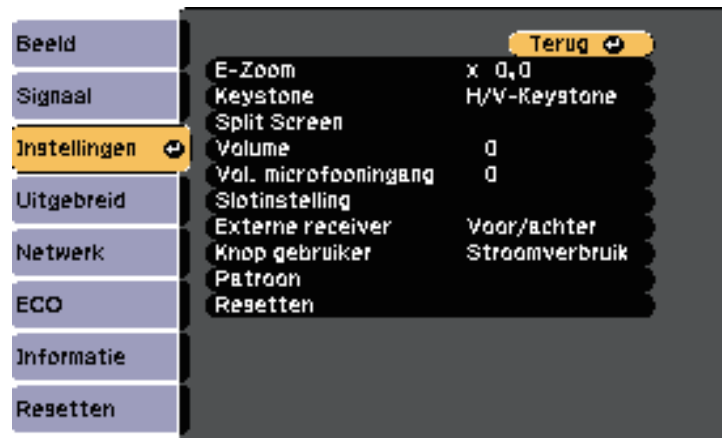 Beeld
Signaal
Instellingen
Uitgebreid
Netwerk
ECO
Informatie
Resetten
Terug
E-Zoom x 0,0
Keystone H/V-Keystone
Split Screen
Volume 0
Vol. microfooningang 0
Slotinstelling
Externe receiver Voor/achter
Knop gebruiker Stroomverbruik
Patroon
Resetten